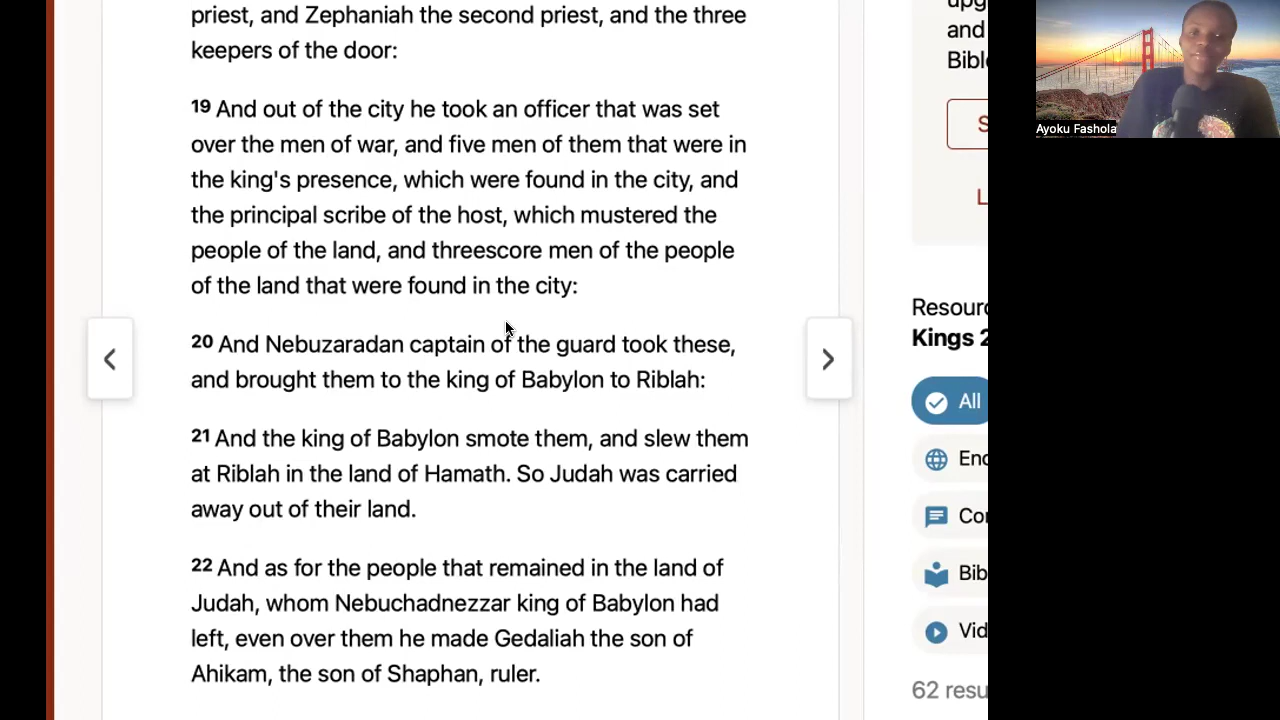 priest, and Zephaniah the second priest, and the three
keepers of the door:
19 And out of the city he took an officer that was set
over the men of war, and five men of them that were in
the king's presence, which were found in the city, and
the principal scribe of the host, which mustered the
people of the land, and threescore men of the people
of the land that were found in the city:
20 And Nebuzaradan captain of the guard took these,
and brought them to the king of Babylon to Riblah:
21 And the king of Babylon smote them, and slew them
at Riblah in the land of Hamath. So Judah was carried
away out of their land.
22 And as for the people that remained in the land of
Judah, whom Nebuchadnezzar king of Babylon had
left, even over them he made Gedaliah the son of
Ahikam, the son of Shaphan, ruler.
and
Resour
Kings 2
All
62 resu
Ayoku Fashola